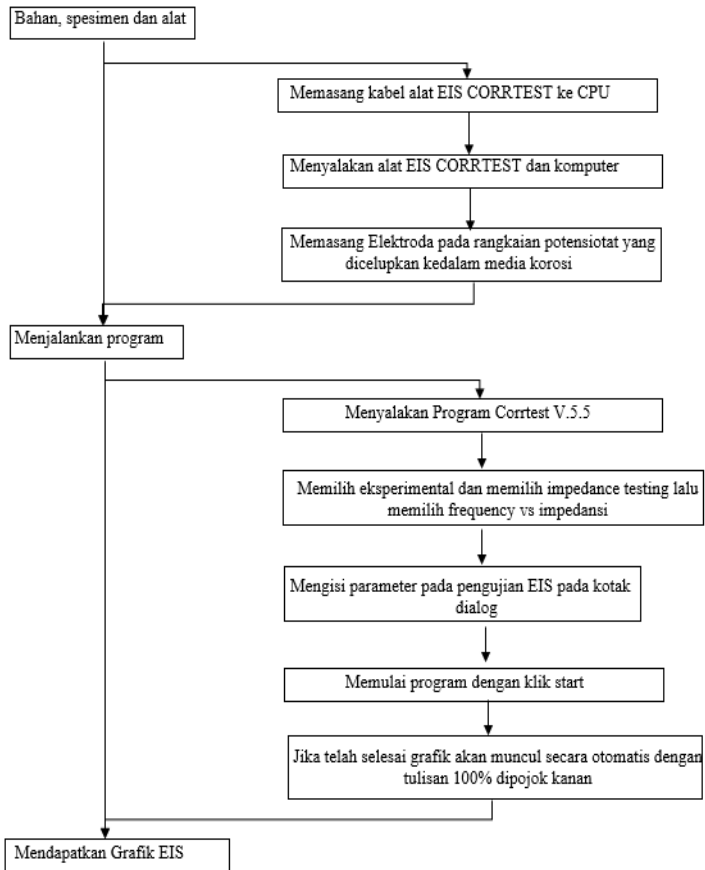 Bahan, spesimen dan alat
Memasang kabel alat EIS CORRTEST ke CPU
Menyalakan alat EIS CORRTEST dan komputer
Memasang Elektroda pada rangkaian potensiotat yang
dicelupkan kedalam media korosi
Menjalankan program
Menyalakan Program Corrtest V.5.5
Memilih eksperimental dan memilih impedance testing lalu
memilih frequency vs impedansi
Mengisi parameter pada pengujian EIS pada kotak
dialog
Memulai program dengan klik start
Jika telah selesai grafik akan muncul secara otomatis dengan
tulisan 100% dipojok kanan
Mendapatkan Grafik EIS